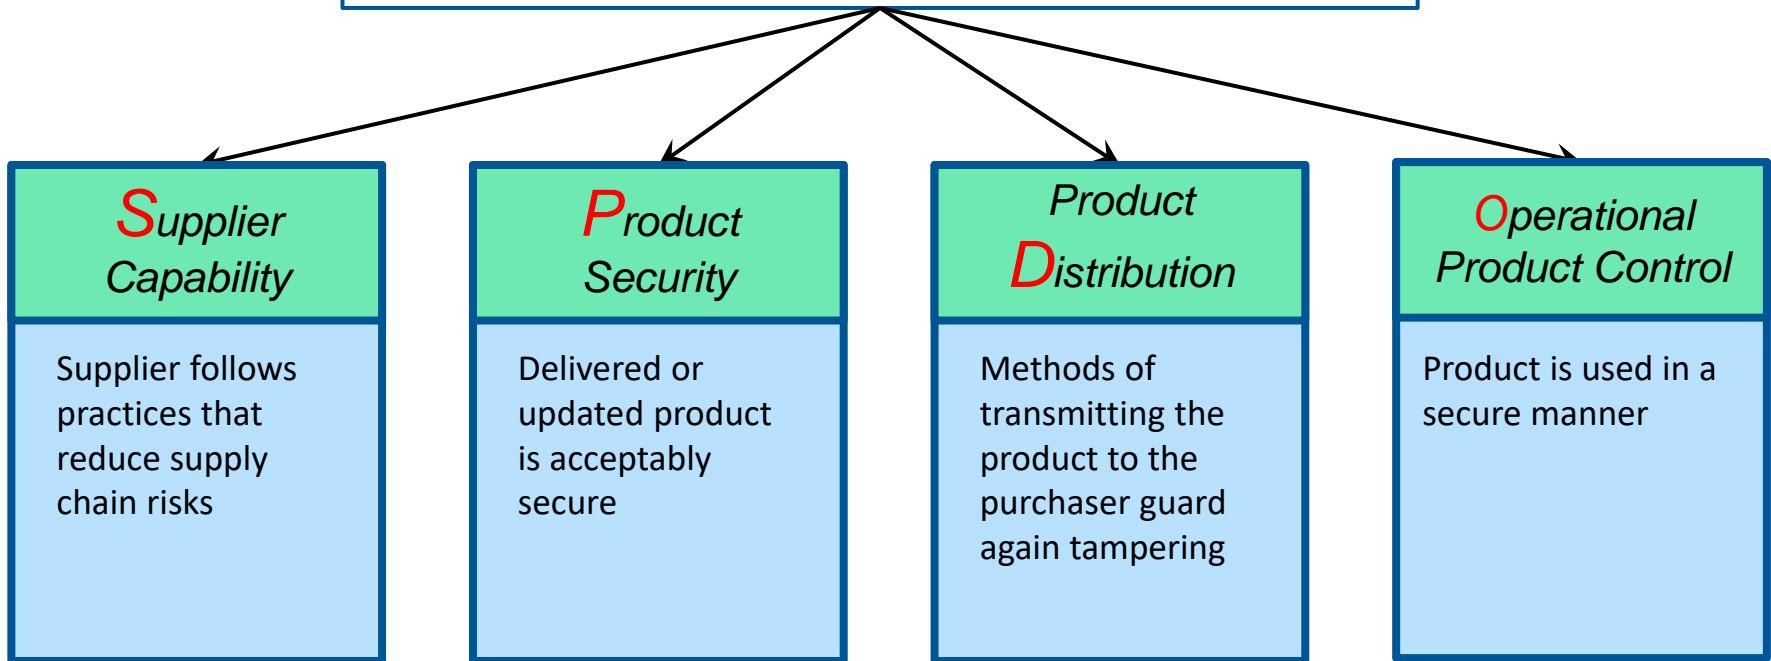 Supplier
Capability
Product
Security
Product
Distribution
Operational
Product Control
Supplier follows
practices that
reduce supply
chain risks
Delivered or
updated product
is acceptably
secure
Methods of
transmitting the
product to the
purchaser guard
again tampering
Product is used in a
secure manner